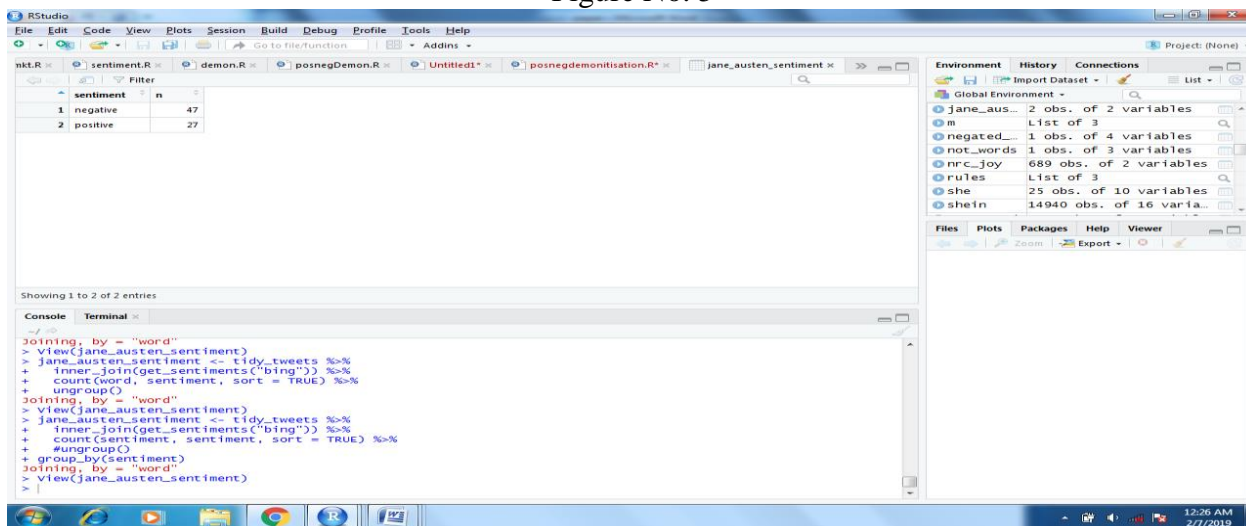 Figure No. 5
RStudio
File Edit Code View Plots Session Build Debug Profile Tools Help
Go to file/function Addins
Project: (None)
nkt.R sentiment.R demon.R posnegDemon.R Untitled1* posnegdemonitisation.R* jane_austen_sentiment
Filter
sentiment n
1 negative 47
2 positive 27
Showing 1 to 2 of 2 entries
Console Terminal
~/
Joining, by = "word"
> View(jane_austen_sentiment)
> jane_austen_sentiment <- tidy_tweets %>%
+ inner_join(get_sentiments("bing")) %>%
+ count(word, sentiment, sort = TRUE) %>%
+ ungroup()
Joining, by = "word"
> View(jane_austen_sentiment)
> jane_austen_sentiment <- tidy_tweets %>%
+ inner_join(get_sentiments("bing")) %>%
+ count(sentiment, sentiment, sort = TRUE) %>%
+ #ungroup()
+ group_by(sentiment)
Joining, by = "word"
> View(jane_austen_sentiment)
>
Environment History Connections
Import Dataset List
Global Environment
jane_aus… 2 obs. of 2 variables
m List of 3
negated_… 1 obs. of 4 variables
not_words 1 obs. of 3 variables
nrc_joy 689 obs. of 2 variables
rules List of 3
she 25 obs. of 10 variables
shein 14940 obs. of 16 varia…
Files Plots Packages Help Viewer
Zoom Export
12:26 AM
2/7/2019